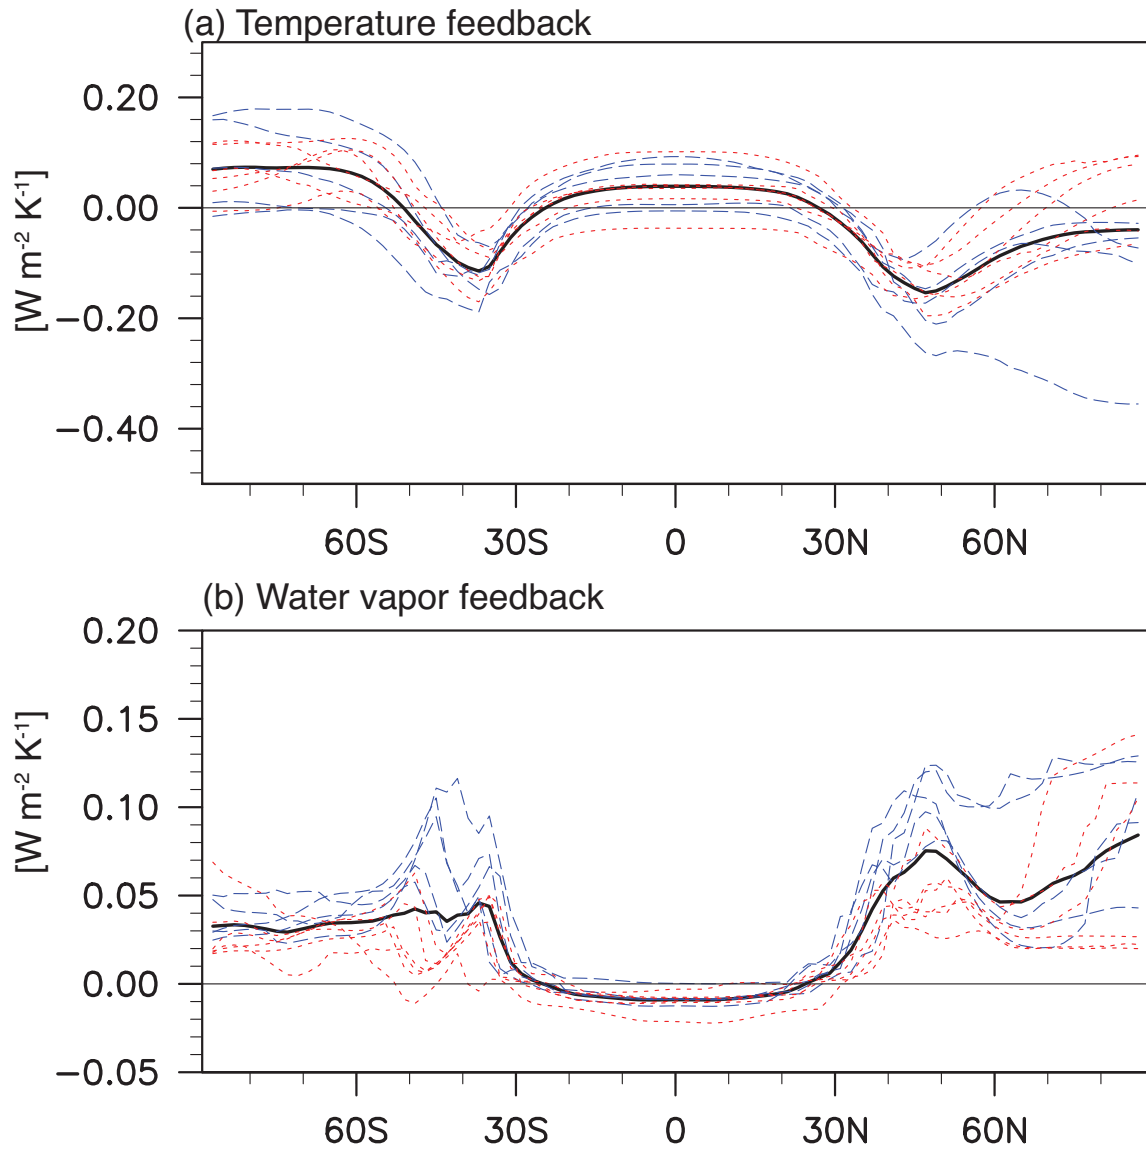 (a) Temperature feedback
[W m-2 K-1]
0.20
0.00
−0.20
−0.40
60S 30S 0 30N 60N
(b) Water vapor feedback
[W m-2 K-1]
0.20
0.15
0.10
0.05
0.00
−0.05
60S 30S 0 30N 60N